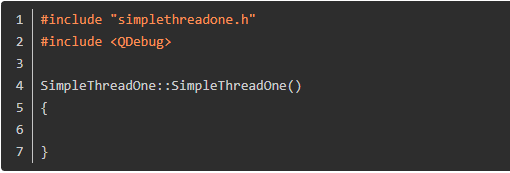 1 #include "simplethreadone.h"
2 #include <QDebug>
3
4 SimpleThreadOne::SimpleThreadOne()
5 {
6
7 }